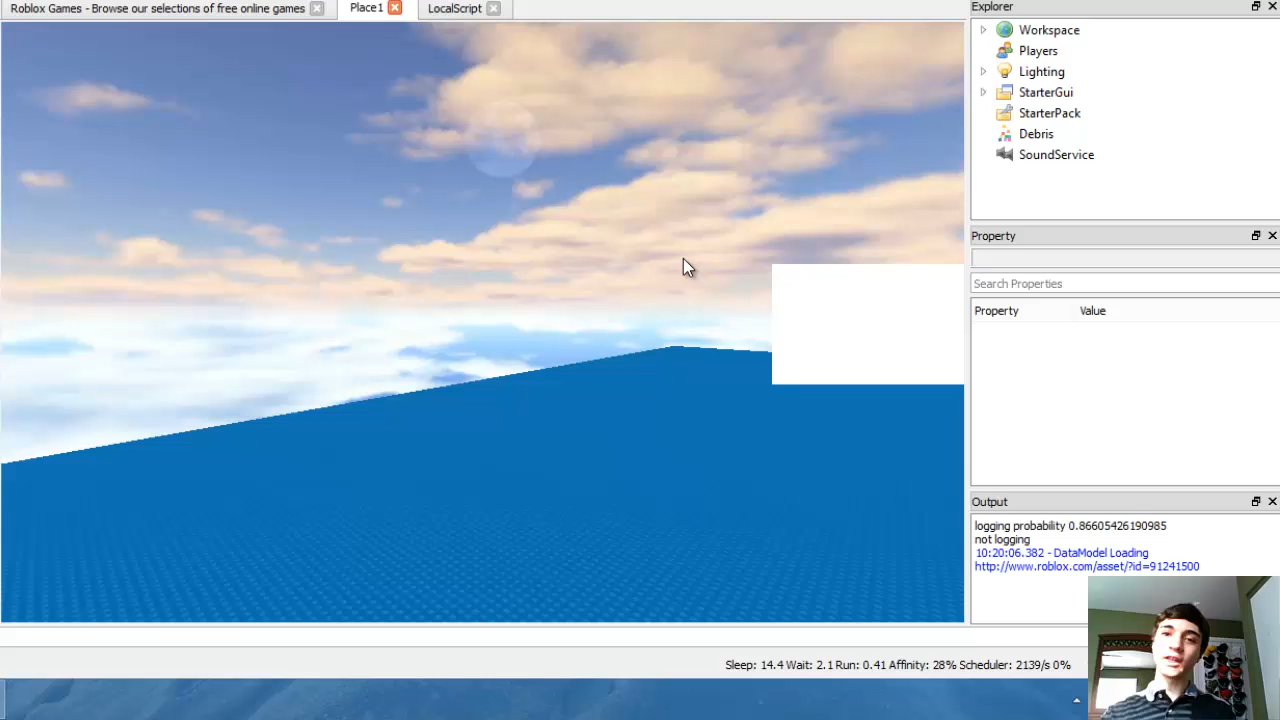 Roblox Games - Browse our selections of free online games
Place1
LocalScript
Explorer
Workspace
Players
Lighting
StarterGui
StarterPack
Debris
SoundService
Property
Search Properties
Property Value
Output
logging probability 0.86605426190985
not logging
10:20:06.382 - DataModel Loading
http://www.roblox.com/asset/?id=91241500
Sleep: 14.4 Wait: 2.1 Run: 0.41 Affinity: 28% Scheduler: 2139/s 0%